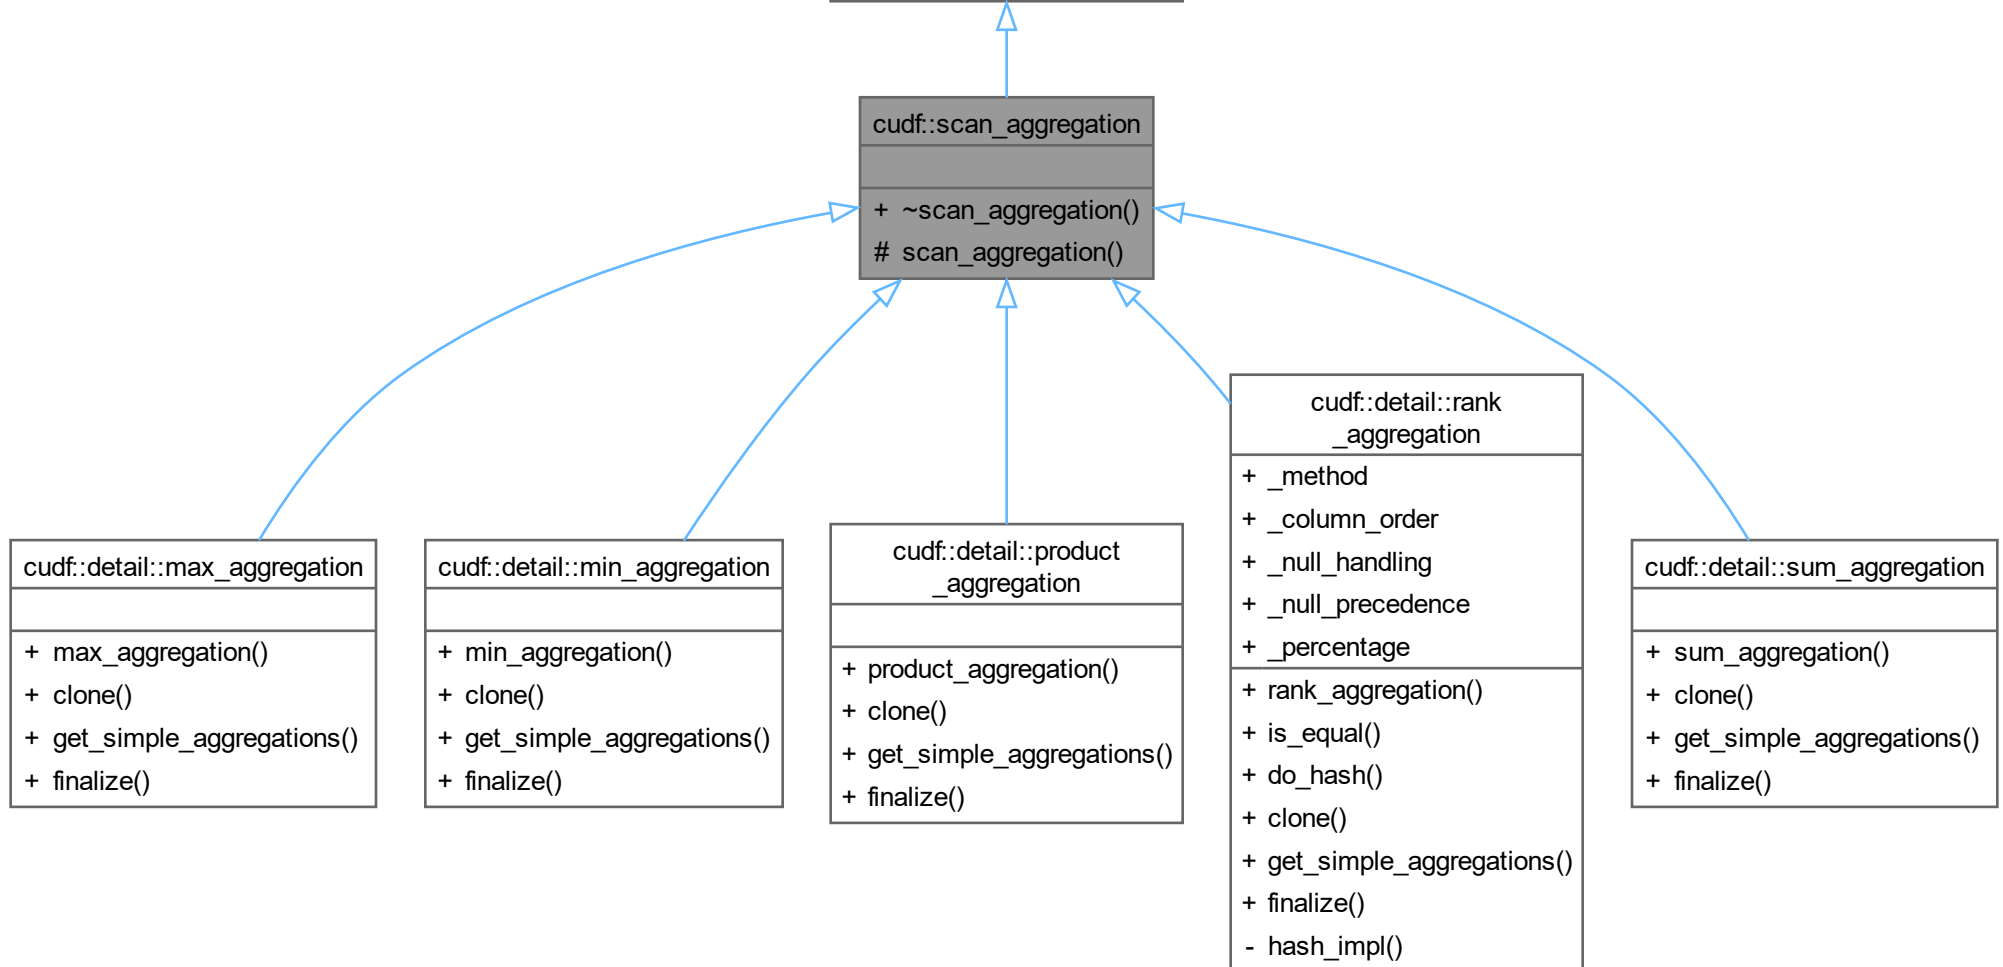 cudf::scan_aggregation
+ ~scan_aggregation()
# scan_aggregation()
cudf::detail::max_aggregation
+ max_aggregation()
+ clone()
+ get_simple_aggregations()
+ finalize()
cudf::detail::min_aggregation
+ min_aggregation()
+ clone()
+ get_simple_aggregations()
+ finalize()
cudf::detail::product
_aggregation
+ product_aggregation()
+ clone()
+ get_simple_aggregations()
+ finalize()
cudf::detail::rank
_aggregation
+ _method
+ _column_order
+ _null_handling
+ _null_precedence
+ _percentage
+ rank_aggregation()
+ is_equal()
+ do_hash()
+ clone()
+ get_simple_aggregations()
+ finalize()
- hash_impl()
cudf::detail::sum_aggregation
+ sum_aggregation()
+ clone()
+ get_simple_aggregations()
+ finalize()